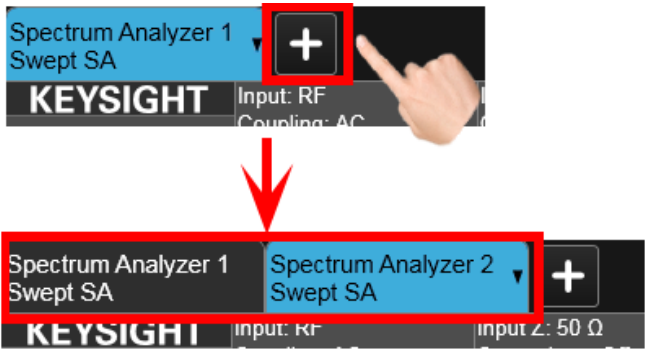 Spectrum Analyzer 1
Swept SA
+
KEYSIGHT
Input: RF
Coupling: AC
Spectrum Analyzer 1
Swept SA
Spectrum Analyzer 2
Swept SA
+
KEYSIGHT
Input: RF
Input Z: 50 Ω